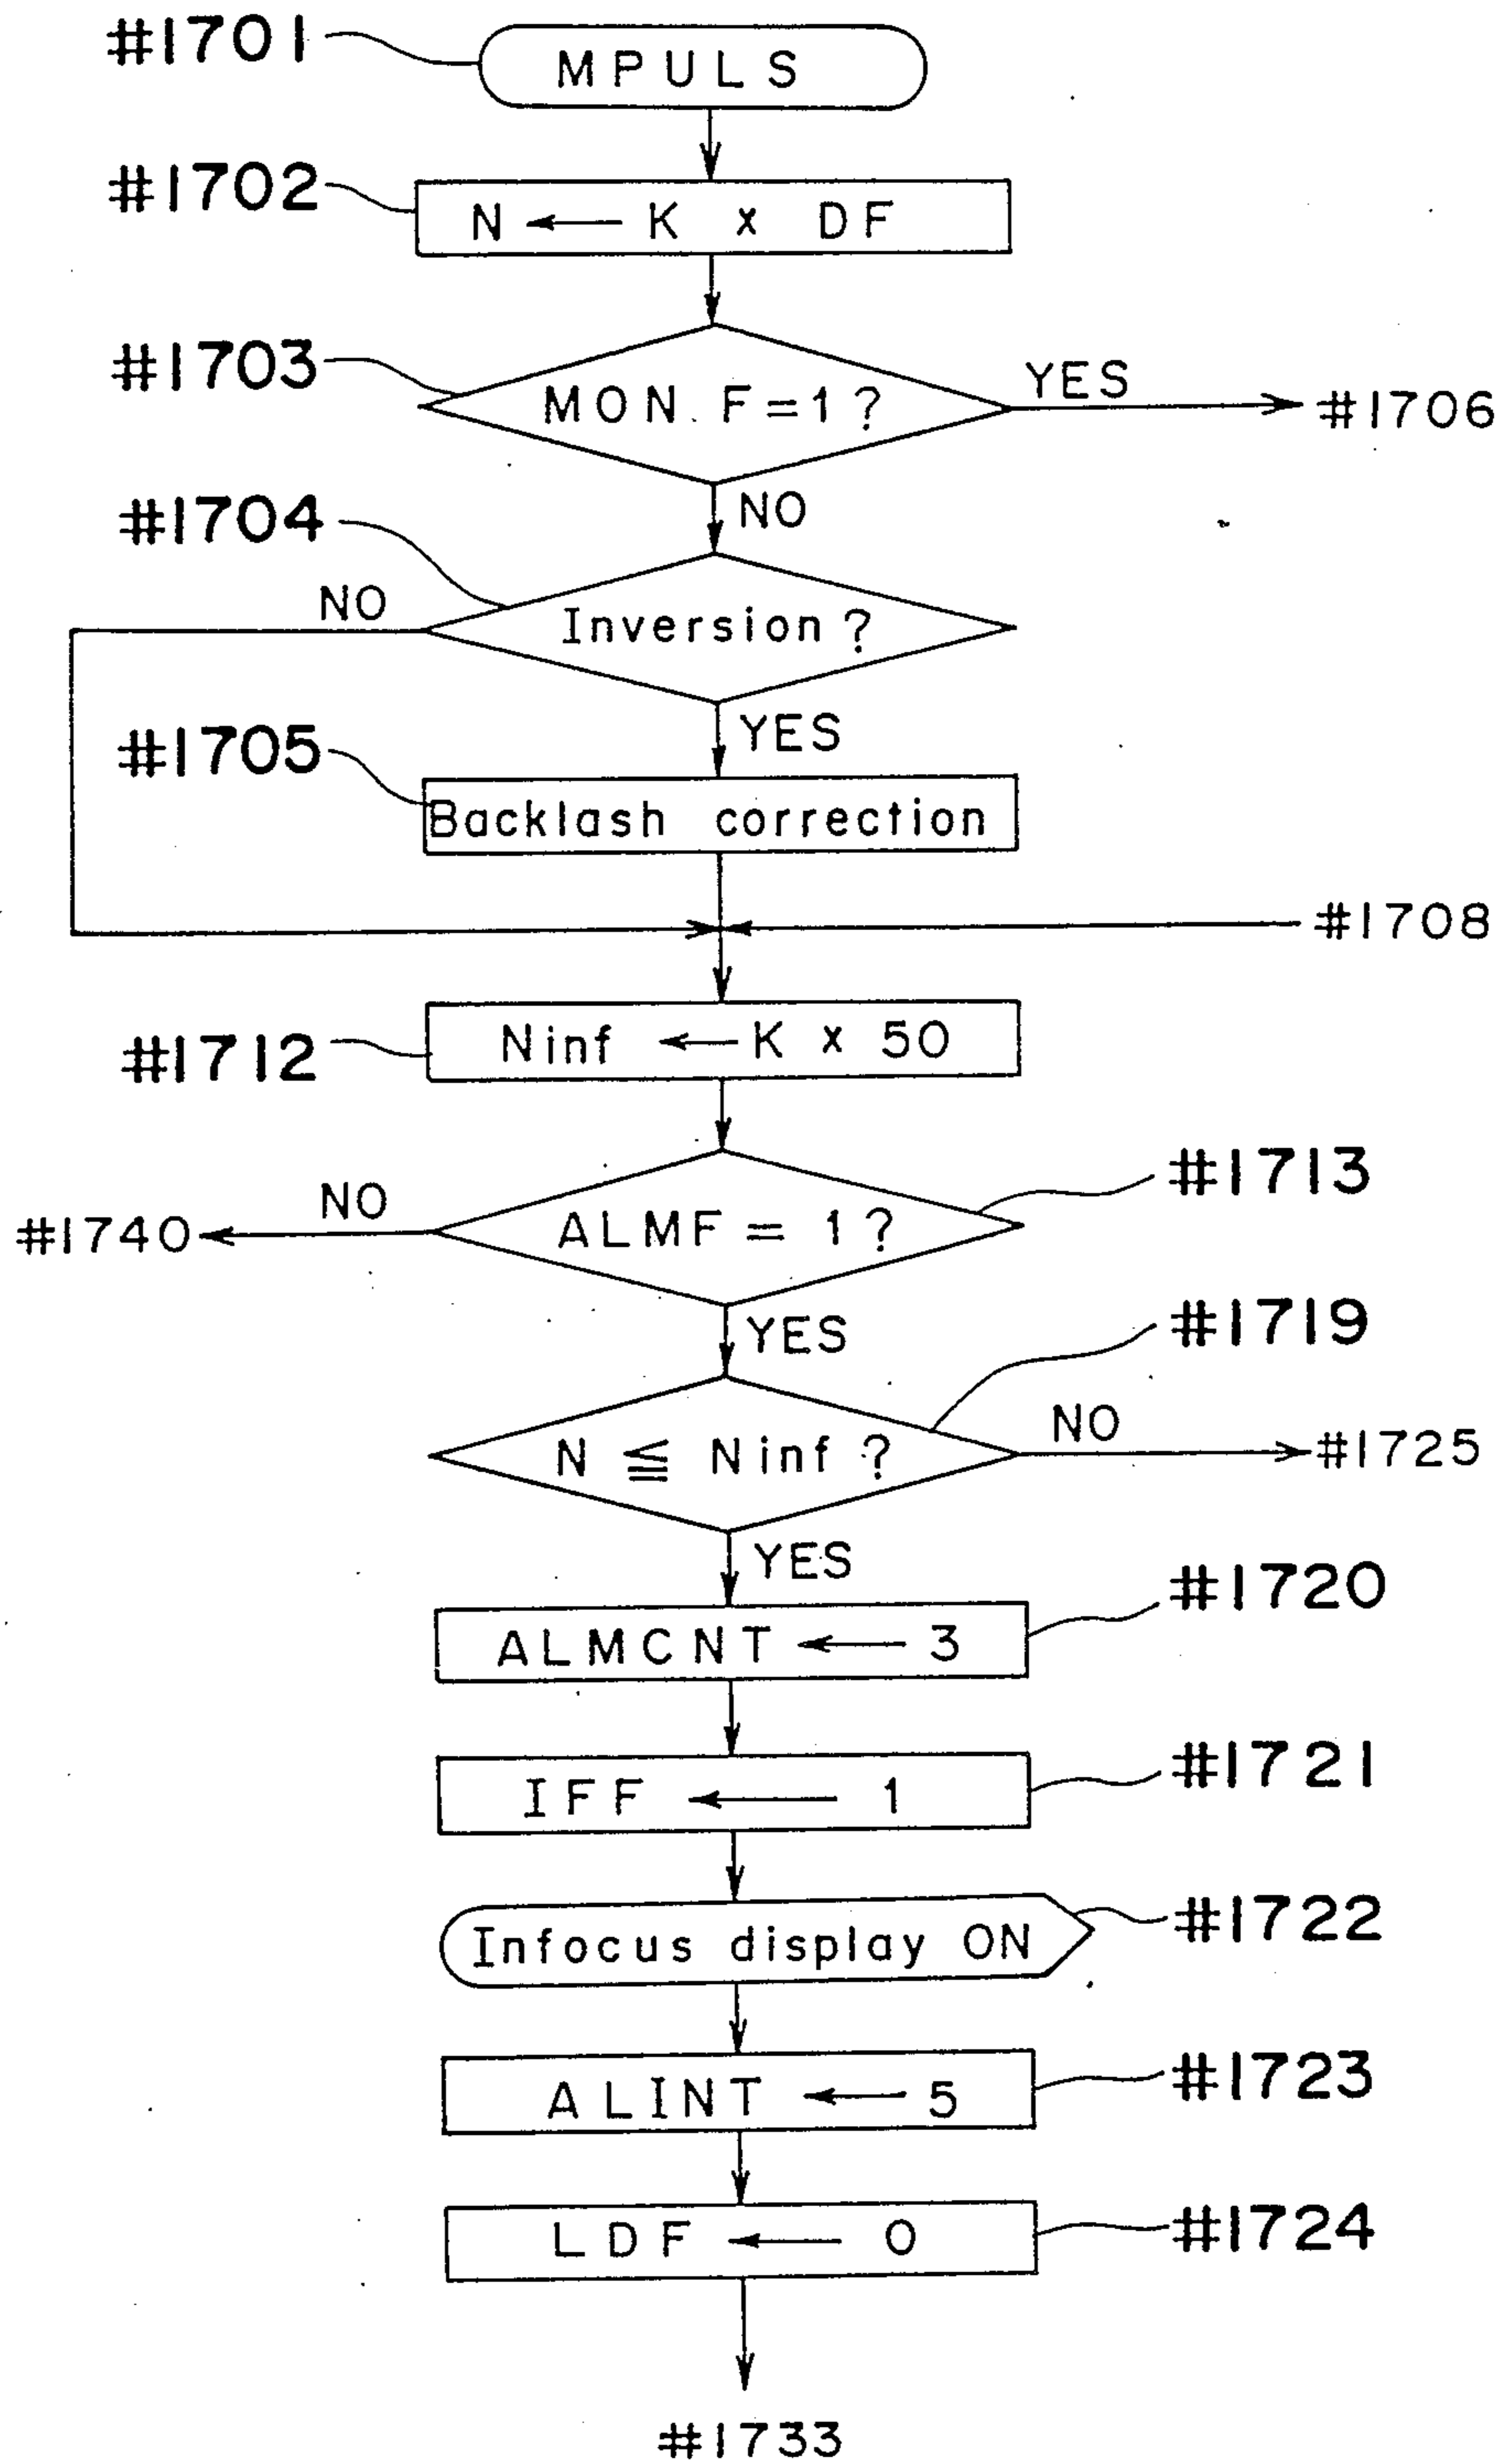 #1701
MPULS
#1702
N ← K x DF
#1703
MON. F=1?
YES
#1706
NO
#1704
NO
Inversion?
YES
#1705
Backlash correction
#1708
#1712
Ninf ← K x 50
#1713
NO
#1740
ALMF = 1?
YES
#1719
N ≦ Ninf ?
NO
#1725
YES
#1720
ALMCNT ← 3
#1721
IFF ← 1
#1722
Infocus display ON
#1723
ALINT ← 5
#1724
LDF ← 0
#1733